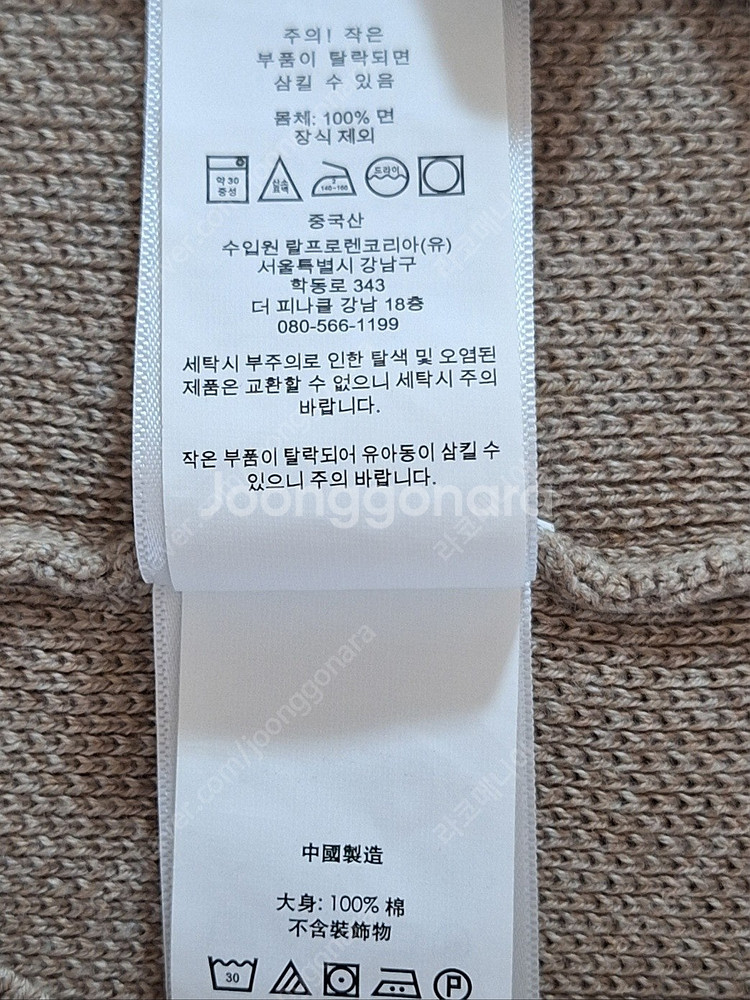 주의! 작은
부품이 탈락되면
삼킬 수 있음
몸체: 100% 면
장식 제외
약 30
중성
산소
표백
2
140~160
드라이
중국산
수입원 랄프로렌코리아(유)
서울특별시 강남구
학동로 343
더 피나클 강남 18층
080-566-1199
세탁시 부주의로 인한 탈색 및 오염된
제품은 교환할 수 없으니 세탁시 주의
바랍니다.
작은 부품이 탈락되어 유아동이 삼킬 수
있으니 주의 바랍니다.
Joonggonara
中國製造
大身: 100% 棉
不含裝飾物
30
P